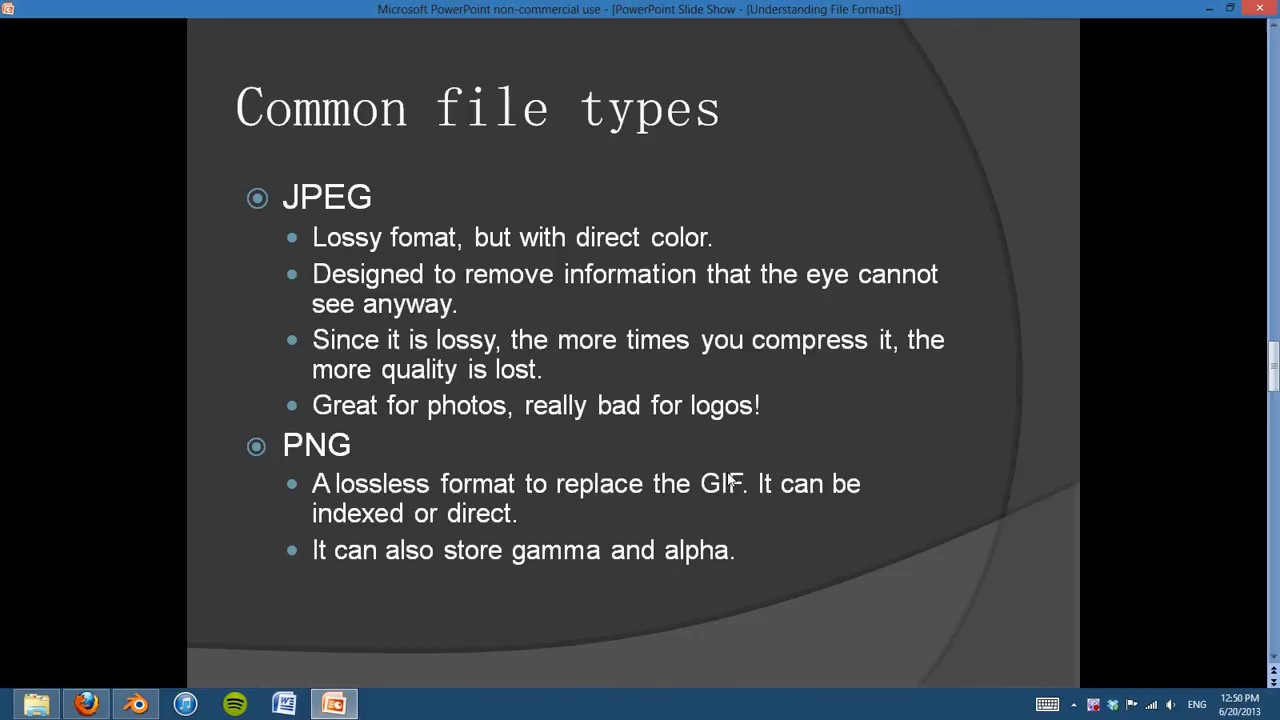 Microsoft PowerPoint non-commercial use - [PowerPoint Slide Show - [Understanding File Formats]]
Common file types
JPEG
Lossy fomat, but with direct color.
Designed to remove information that the eye cannot
see anyway.
Since it is lossy, the more times you compress it, the
more quality is lost.
Great for photos, really bad for logos!
PNG
A lossless format to replace the GIF. It can be
indexed or direct.
It can also store gamma and alpha.
ENG
12:50 PM
6/20/2013